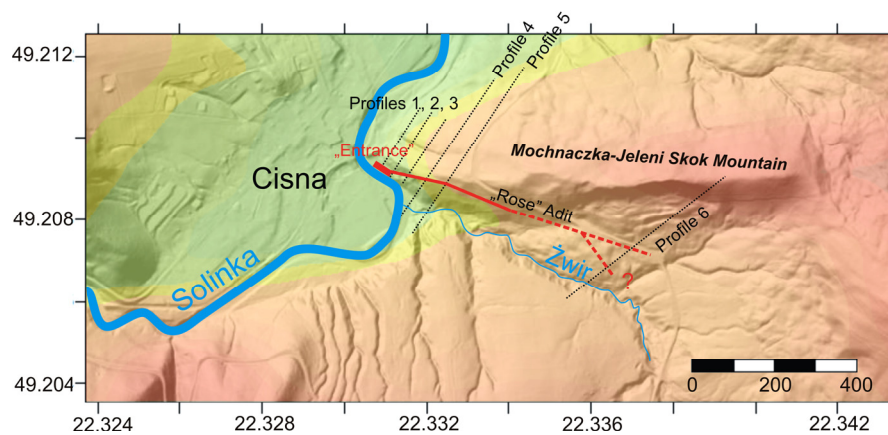 49.212
49.208
49.204
22.324
22.328
22.332
22.336
22.342
Profile 4
Profile 5
Profiles 1, 2, 3
„Entrance”
Cisna
Mochnaczka-Jeleni Skok Mountain
„Rose” Adit
Profile 6
Solinka
Żwir
?
0
200
400